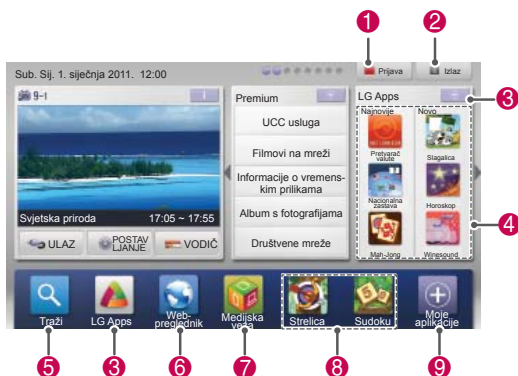 1
2
Sub. Sij. 1. siječnja 2011. 12:00
Prijava
Izlaz
9-1
Premium
LG Apps
3
UCC usluga
Filmovi na mreži
Informacije o vremens-
kim prilikama
Album s fotografijama
Društvene mreže
Najnovije
Novo
Pretvarač
valute
Slagalica
Nacionalna
zastava
Horoskop
Mah-Jong
Winesound
4
Svjetska priroda
17:05 ~ 17:55
ULAZ
POSTAV
LJANJE
VODIČ
Traži
LG Apps
Web-
preglednik
Medijska
veza
Strelica
Sudoku
Moje
aplikacije
5
3
6
7
8
9